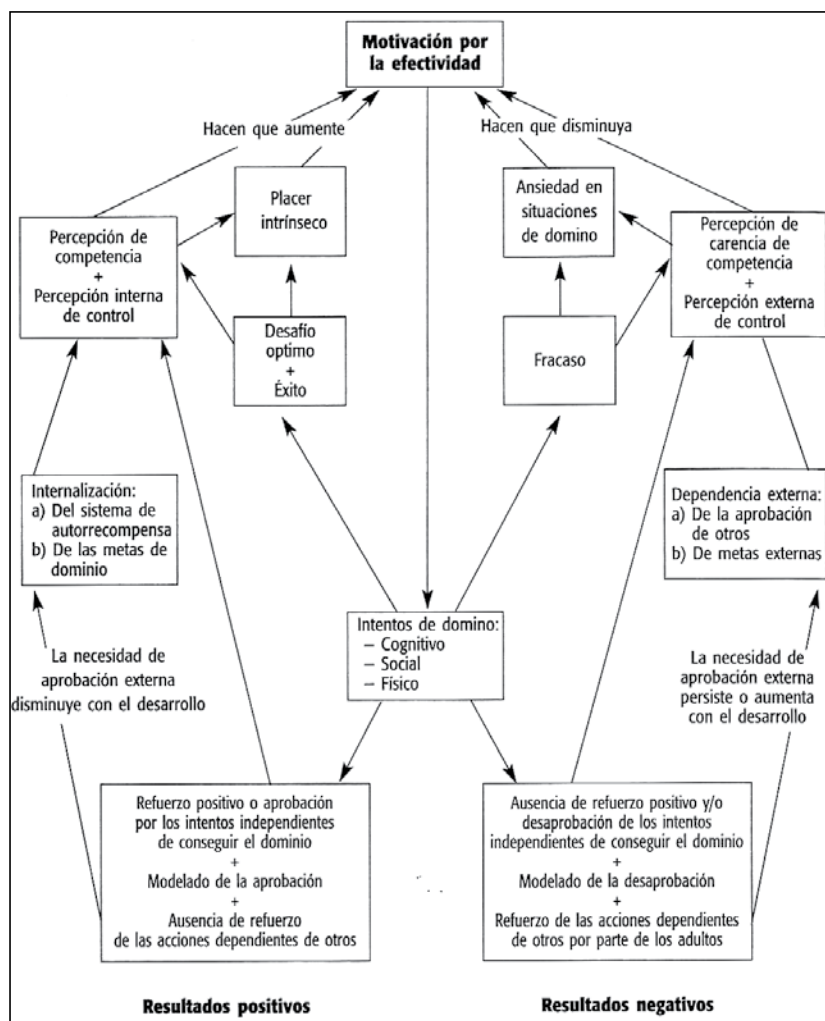 Motivación por
la efectividad
Hacen que aumente
Hacen que disminuya
Placer
intrínseco
Ansiedad en
situaciones
de domino
Percepción de
competencia
+
Percepción interna
de control
Percepción de
carencia de
competencia
+
Percepción externa
de control
Desafío
optimo
+
Éxito
Fracaso
Internalización:
a) Del sistema de
autorrecompensa
b) De las metas de
dominio
Dependencia externa:
a) De la aprobación
de otros
b) De metas externas
Intentos de domino:
– Cognitivo
– Social
– Físico
La necesidad de
aprobación externa
disminuye con el desarrollo
La necesidad de
aprobación externa
persiste o aumenta
con el desarrollo
Refuerzo positivo o aprobación
por los intentos independientes
de conseguir el dominio
+
Modelado de la aprobación
+
Ausencia de refuerzo
de las acciones dependientes de otros
Ausencia de refuerzo positivo y/o
desaprobación de los intentos
independientes de conseguir el dominio
+
Modelado de la desaprobación
+
Refuerzo de las acciones dependientes
de otros por parte de los adultos
Resultados positivos
Resultados negativos